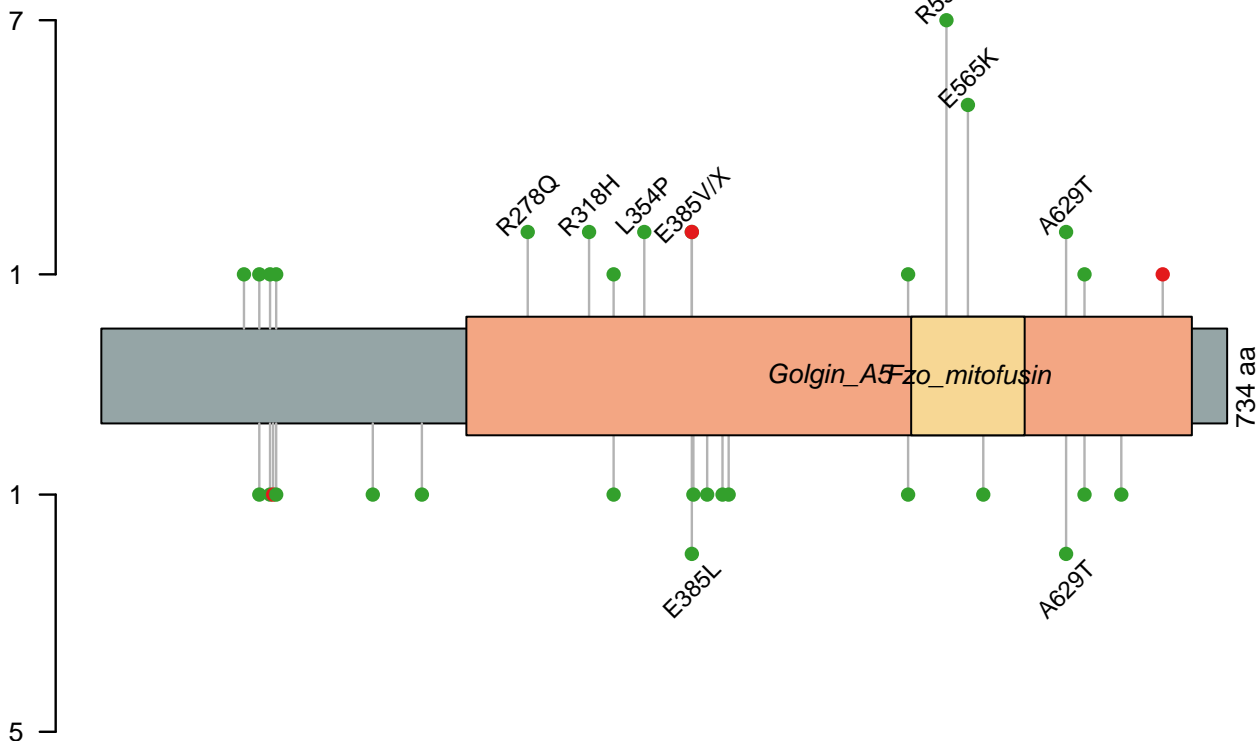 7
E565K
R278Q
R318H
L354P
E385V/X
A629T
1
Golgin_A5
Fzo_mitofusin
734 aa
1
E385L
A629T
5